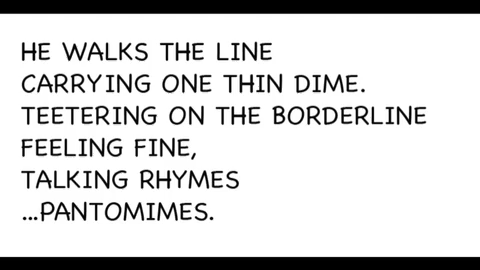 HE WALKS THE LINE
CARRYING ONE THIN DIME.
TEETERING ON THE BORDERLINE
FEELING FINE,
TALKING RHYMES
...PANTOMIMES.